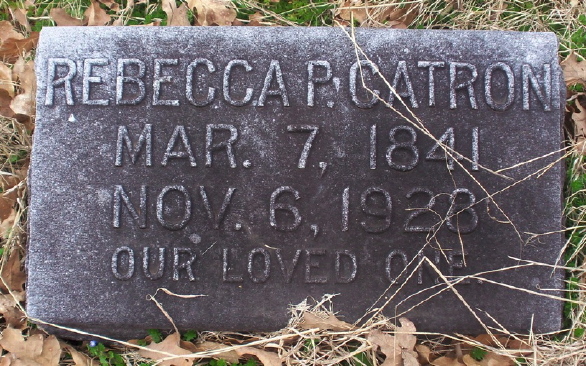 REBECCA P. CATRON
MAR. 7, 1841
NOV. 6, 1928
OUR LOVED ONE.